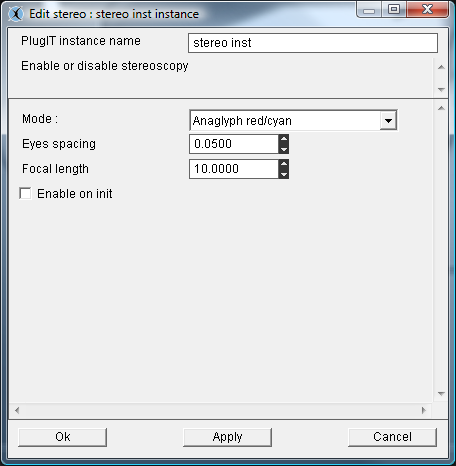 Edit stereo : stereo inst instance
PlugIT instance name stereo inst
Enable or disable stereoscopy
Mode : Anaglyph red/cyan
Eyes spacing 0.0500
Focal length 10.0000
Enable on init
Ok Apply Cancel